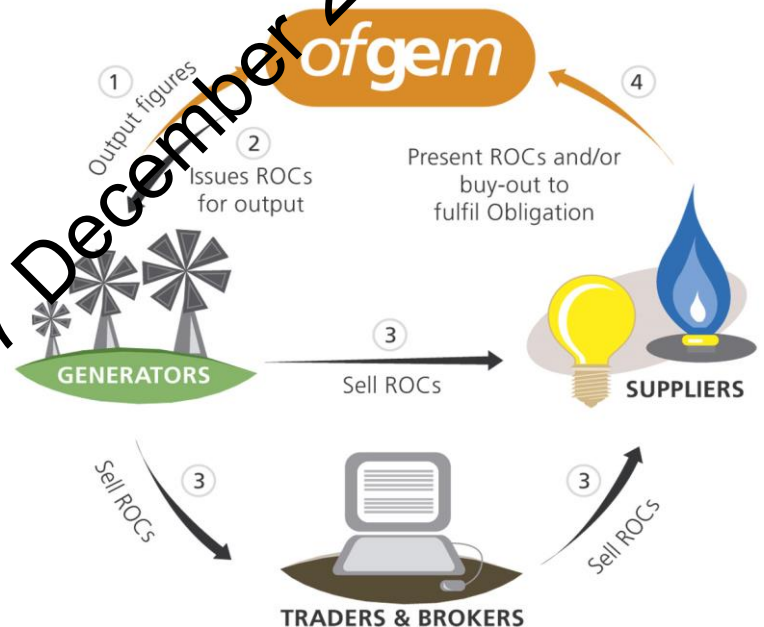 ofgem
1
Output figures
2
Issues ROCs
for output
4
Present ROCs and/or
buy-out to
fulfil Obligation
December
GENERATORS
3
Sell ROCs
SUPPLIERS
3
Sell ROCs
3
Sell ROCs
TRADERS & BROKERS